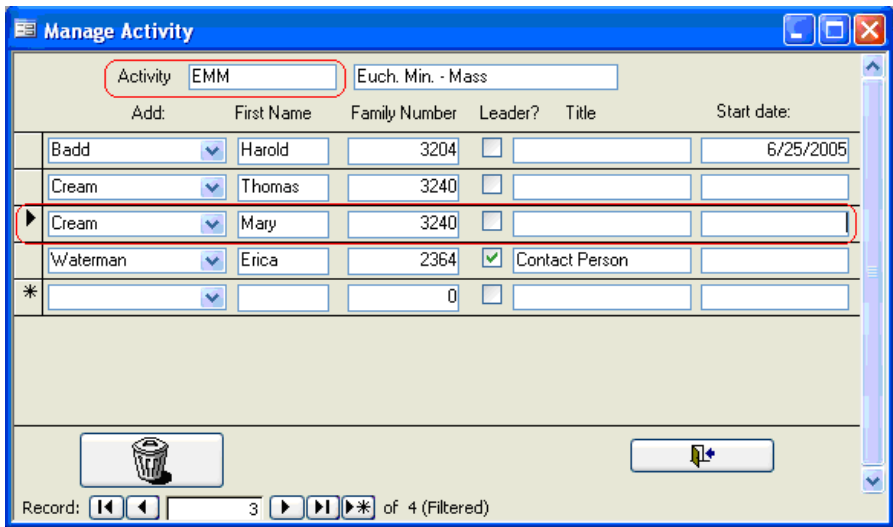 Manage Activity
Activity EMM Euch. Min. - Mass
Add: First Name Family Number Leader? Title Start date:
Badd Harold 3204 6/25/2005
Cream Thomas 3240
Cream Mary 3240
Waterman Erica 2364 Contact Person
0
Record: 3 of 4 (Filtered)